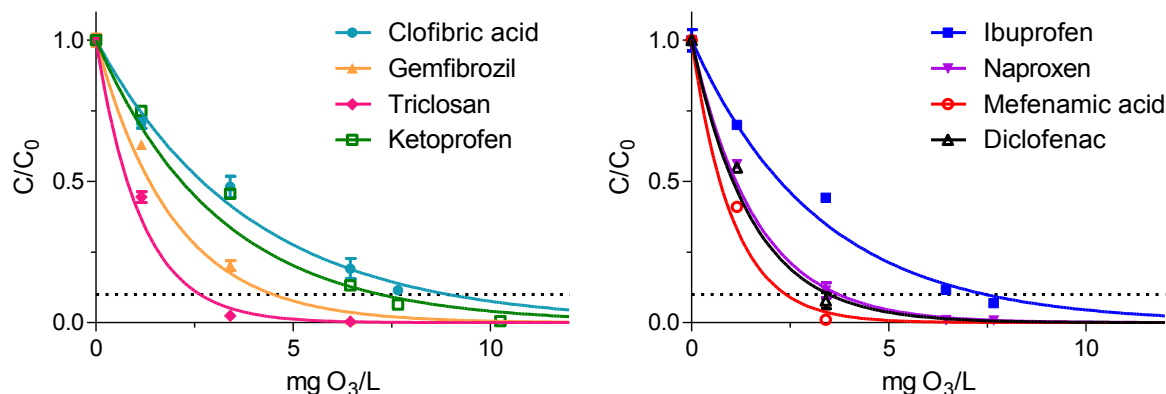 C/C0
1.0
0.5
0.0
0
5
10
mg O3/L
Clofibric acid
Gemfibrozil
Triclosan
Ketoprofen
C/C0
1.0
0.5
0.0
0
5
10
mg O3/L
Ibuprofen
Naproxen
Mefenamic acid
Diclofenac